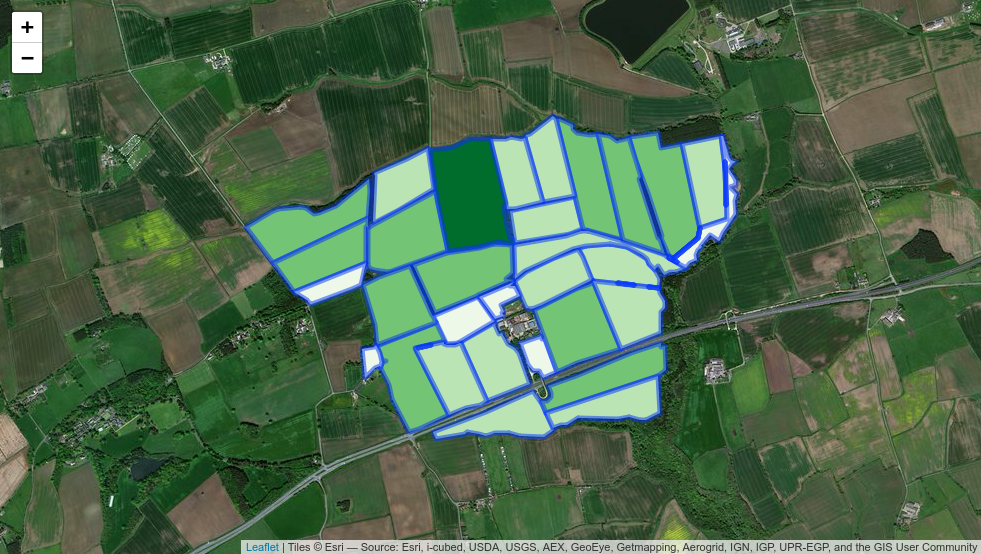 +
−
Leaflet | Tiles © Esri — Source: Esri, i-cubed, USDA, USGS, AEX, GeoEye, Getmapping, Aerogrid, IGN, IGP, UPR-EGP, and the GIS User Community